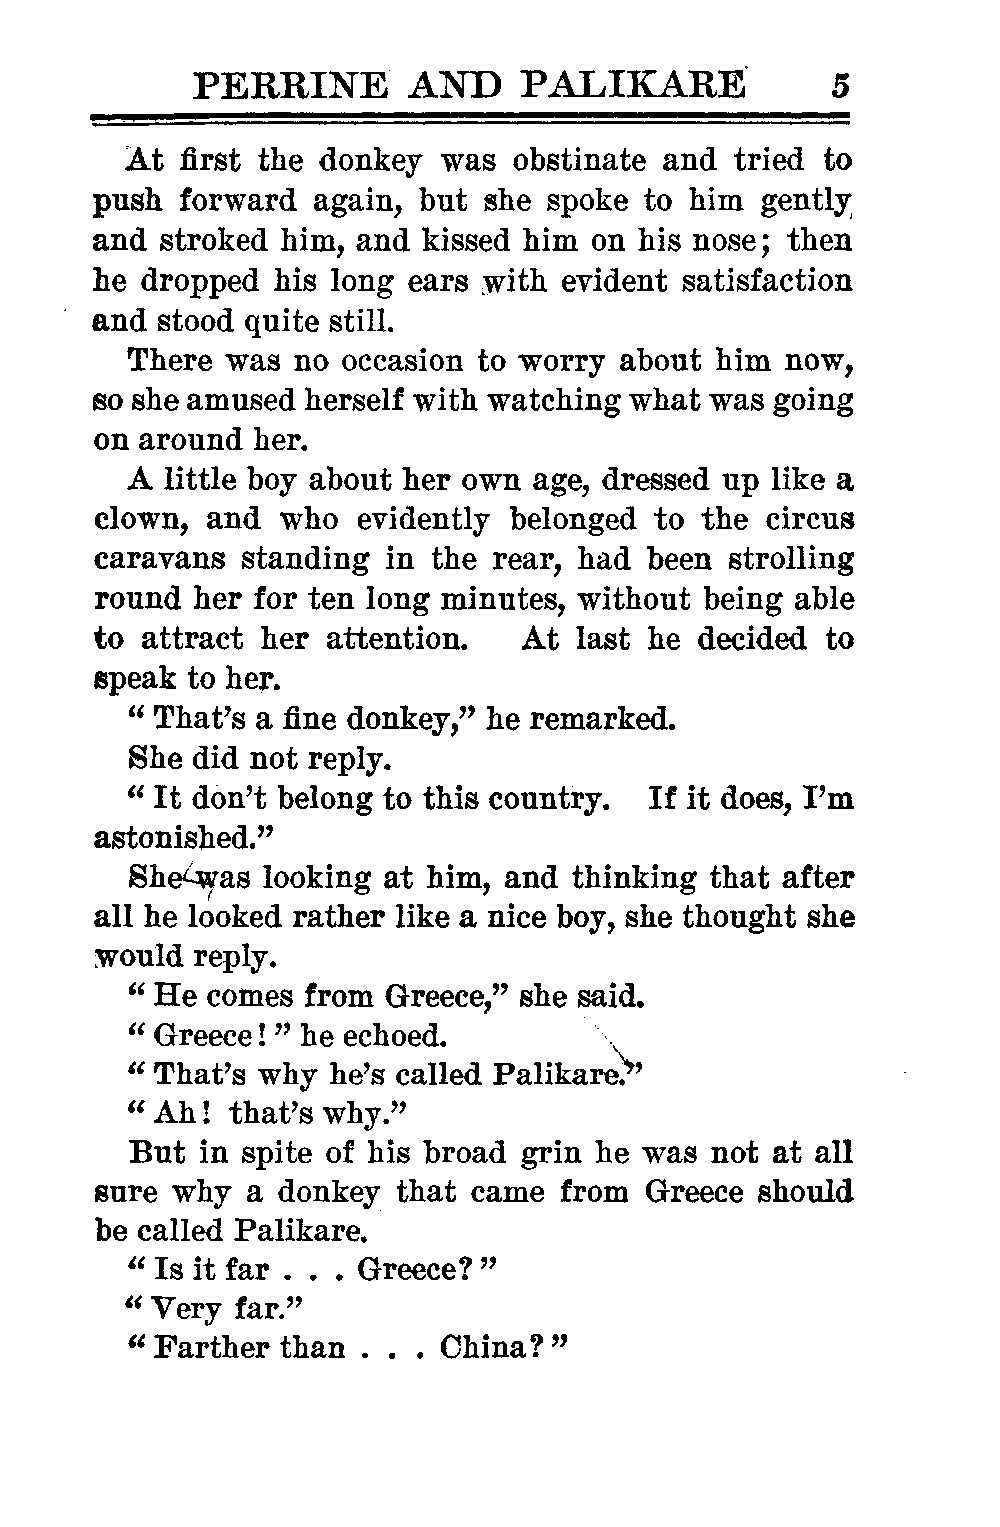 PERRINE AND PALIKARE 5
At first the donkey was obstinate and tried to
push forward again, but she spoke to him gently,
and stroked him, and kissed him on his nose; then
he dropped his long ears with evident satisfaction
and stood quite still.
There was no occasion to worry about him now,
so she amused herself with watching what was going
on around her.
A little boy about her own age, dressed up like a
clown, and who evidently belonged to the circus
caravans standing in the rear, had been strolling
round her for ten long minutes, without being able
to attract her attention. At last he decided to
speak to her.
“ That’s a fine donkey,” he remarked.
She did not reply.
“ It don’t belong to this country. If it does, I’m
astonished.”
She was looking at him, and thinking that after
all he looked rather like a nice boy, she thought she
would reply.
“ He comes from Greece,” she said.
“ Greece! ” he echoed.
“ That’s why he’s called Palikare.”
“ Ah! that’s why.”
But in spite of his broad grin he was not at all
sure why a donkey that came from Greece should
be called Palikare.
“ Is it far . . . Greece? ”
“ Very far.”
“ Farther than . . . China? ”